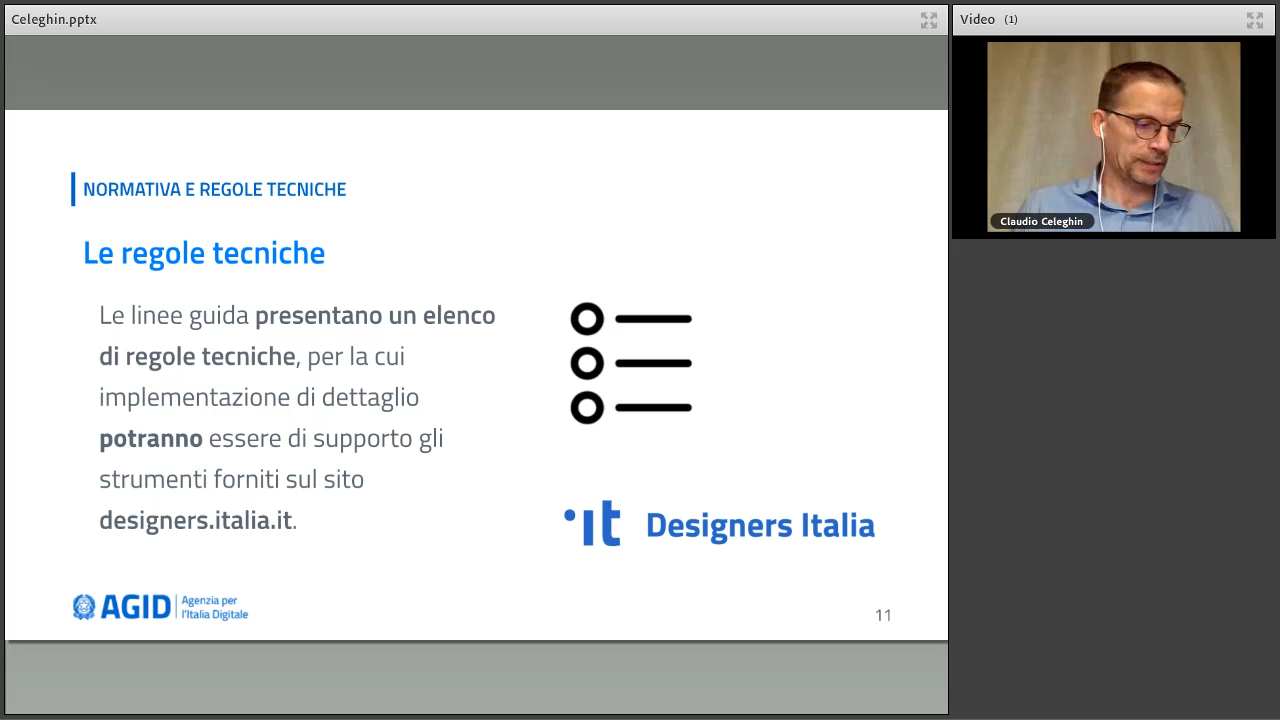 Celeghin.pptx
Video (1)
Claudio Celeghin
NORMATIVA E REGOLE TECNICHE
Le regole tecniche
Le linee guida presentano un elenco
di regole tecniche, per la cui
implementazione di dettaglio
potranno essere di supporto gli
strumenti forniti sul sito
designers.italia.it.
.it Designers Italia
AGID Agenzia per
l'Italia Digitale
11